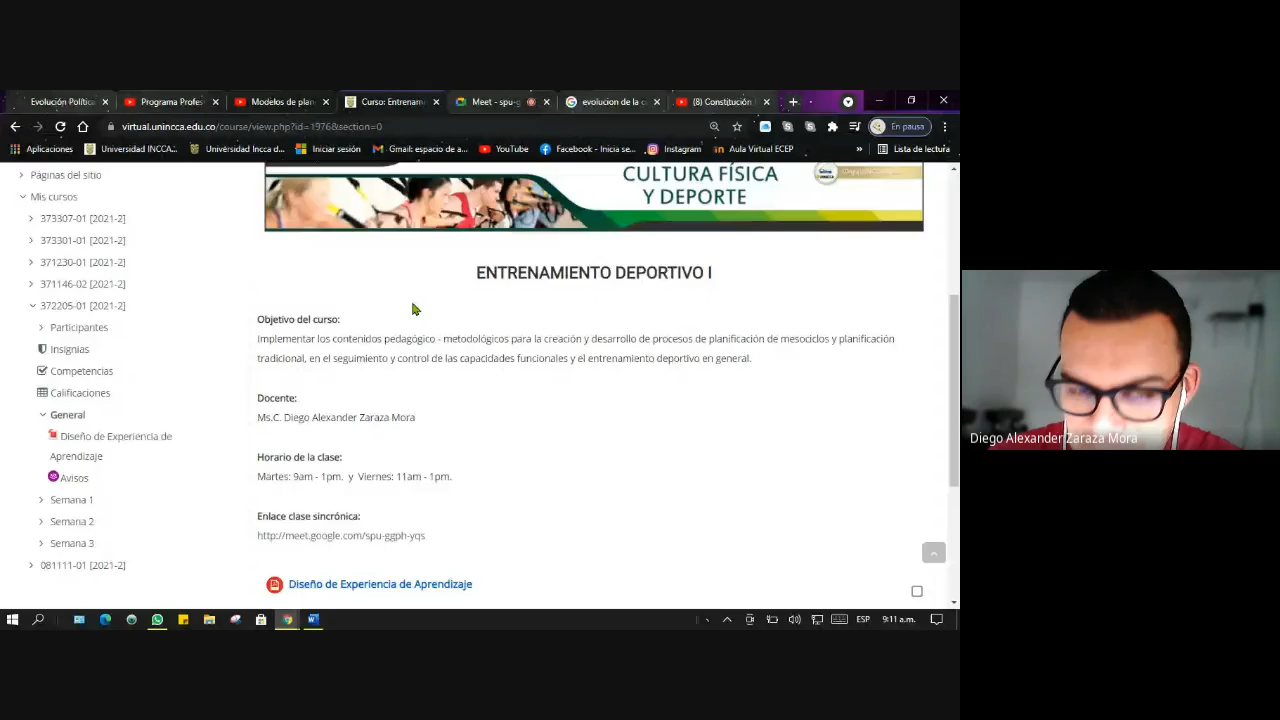 Evolución Política
Programa Profes
Modelos de plan
Curso: Entrenam
Meet - spu-g
evolucion de la c
(8) Constitución
virtual.unincca.edu.co/course/view.php?id=1976&section=0
En pausa
Aplicaciones
Universidad INCCA...
Universidad Incca d...
Iniciar sesión
Gmail: espacio de a...
YouTube
Facebook - Inicia se...
Instagram
Aula Virtual ECEP
»
Lista de lectura
CULTURA FÍSICA
Y DEPORTE
Páginas del sitio
Mis cursos
373307-01 [2021-2]
373301-01 [2021-2]
371230-01 [2021-2]
371146-02 [2021-2]
372205-01 [2021-2]
Participantes
Insignias
Competencias
Calificaciones
General
Diseño de Experiencia de
Aprendizaje
Avisos
Semana 1
Semana 2
Semana 3
081111-01 [2021-2]
ENTRENAMIENTO DEPORTIVO I
Objetivo del curso:
Implementar los contenidos pedagógico - metodológicos para la creación y desarrollo de procesos de planificación de mesociclos y planificación
tradicional, en el seguimiento y control de las capacidades funcionales y el entrenamiento deportivo en general.
Docente:
Ms.C. Diego Alexander Zaraza Mora
Horario de la clase:
Martes: 9am - 1pm. y Viernes: 11am - 1pm.
Enlace clase sincrónica:
http://meet.google.com/spu-ggph-yqs
Diseño de Experiencia de Aprendizaje
Diego Alexander Zaraza Mora
ESP
9:11 a.m.